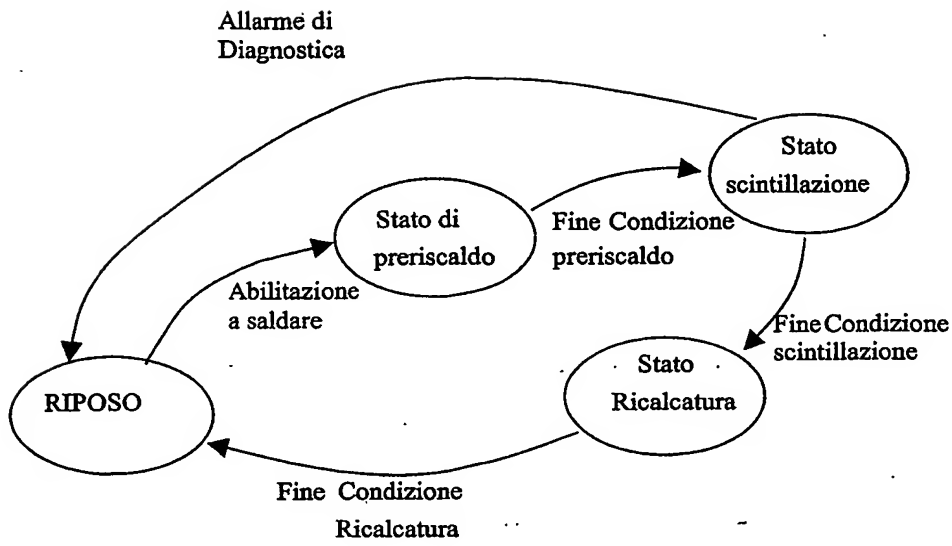 Allarme di
Diagnostica
Stato
scintillazione
Stato di
preriscaldo
Fine Condizione
preriscaldo
Abilitazione
a saldare
Fine Condizione
scintillazione
Stato
Ricalcatura
RIPOSO
Fine Condizione
Ricalcatura